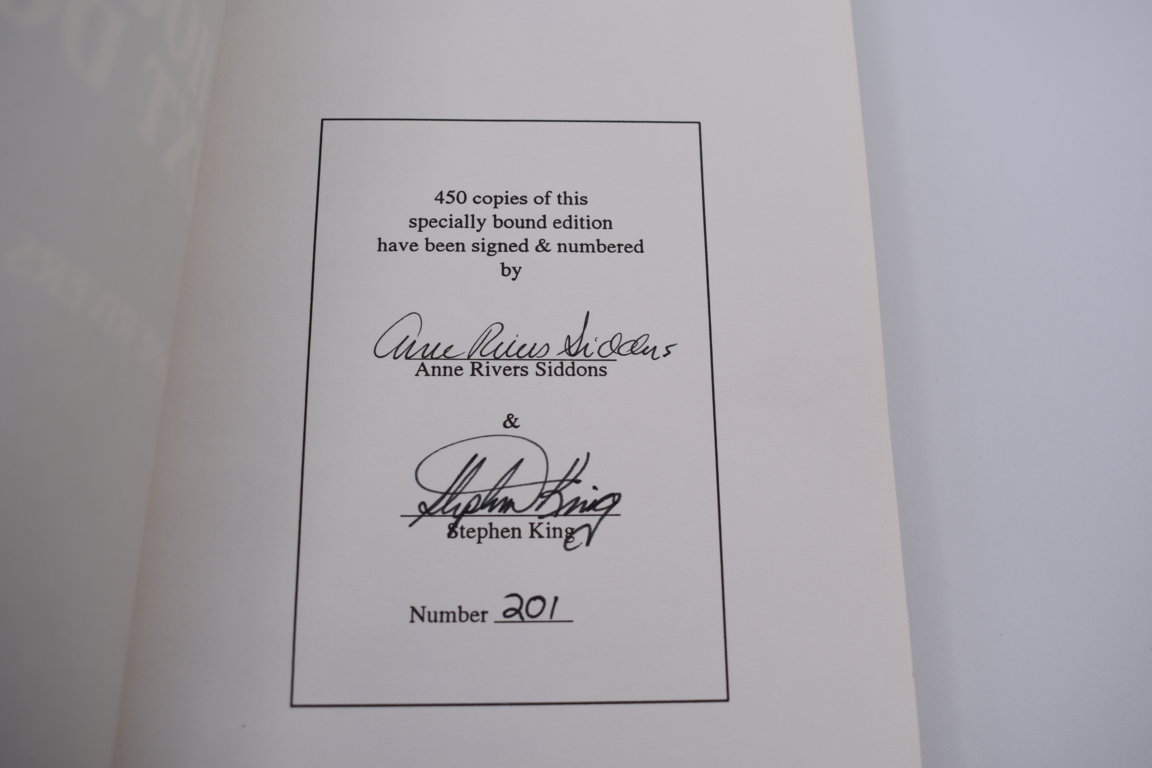 450 copies of this
specially bound edition
have been signed & numbered
by
Anne Rivers Siddons
Anne Rivers Siddons
&
Stephen King
Stephen King
Number 201